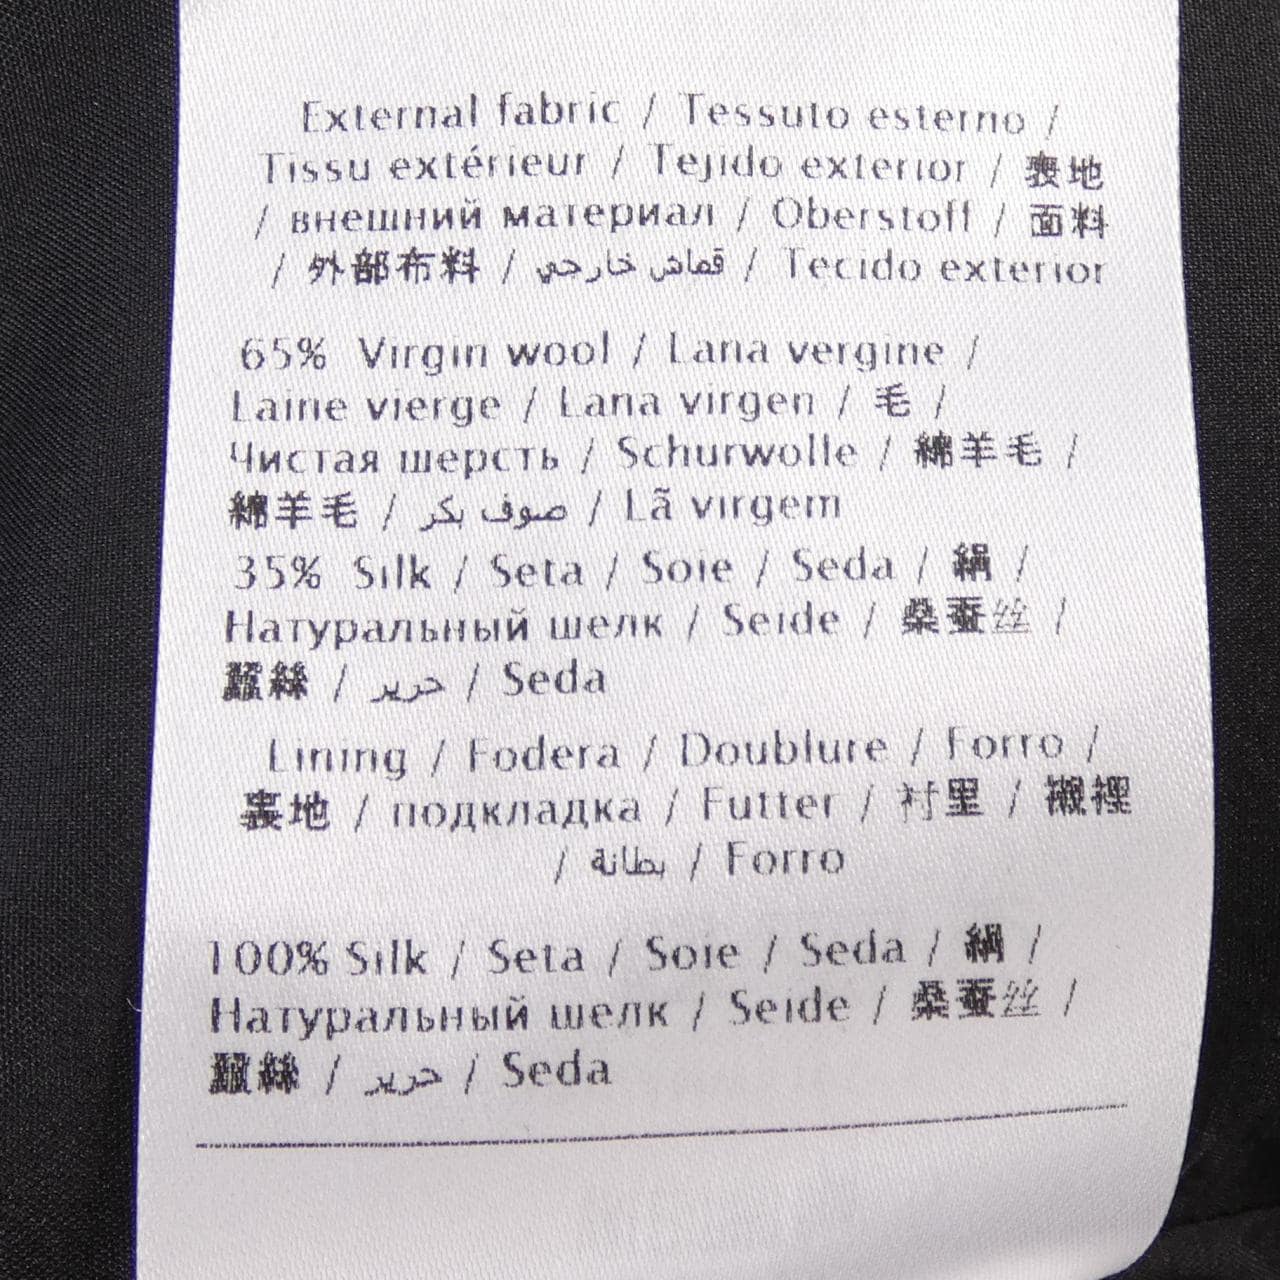 External fabric / Tessuto esterno /
Tissu extérieur / Tejido exterior / 表地
/ внешний материал / Oberstoff / 面料
/ 外部布料 / قماش خارجي / Tecido exterior
65% Virgin wool / Lana vergine /
Laine vierge / Lana virgen / 毛 /
Чистая шерсть / Schurwolle / 綿羊毛 /
綿羊毛 / صوف بكر / Lã virgem
35% Silk / Seta / Soie / Seda / 絹 /
Натуральный шелк / Seide / 桑蚕丝 /
蠶絲 / حرير / Seda
Lining / Fodera / Doublure / Forro /
裏地 / подкладка / Futter / 衬里 / 襯裡
/ بطانة / Forro
100% Silk / Seta / Soie / Seda / 絹 /
Натуральный шелк / Seide / 桑蚕丝 /
蠶絲 / حرير / Seda